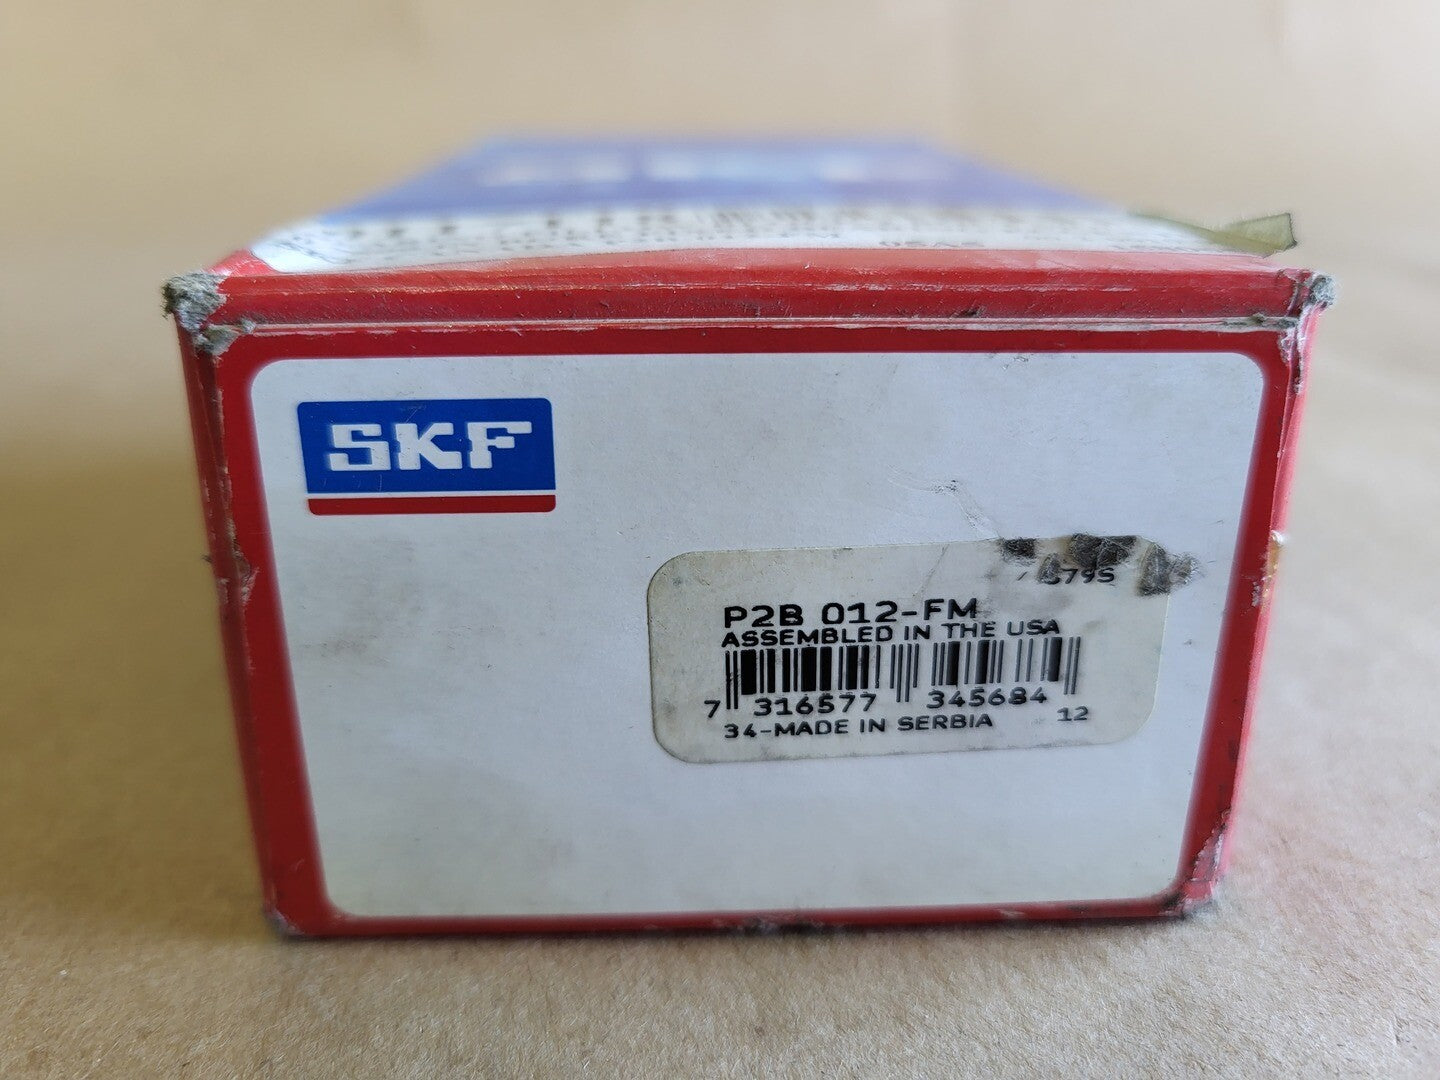 SKF
P2B 012-FM
ASSEMBLED IN THE USA
7 316577 345684
34-MADE IN SERBIA 12